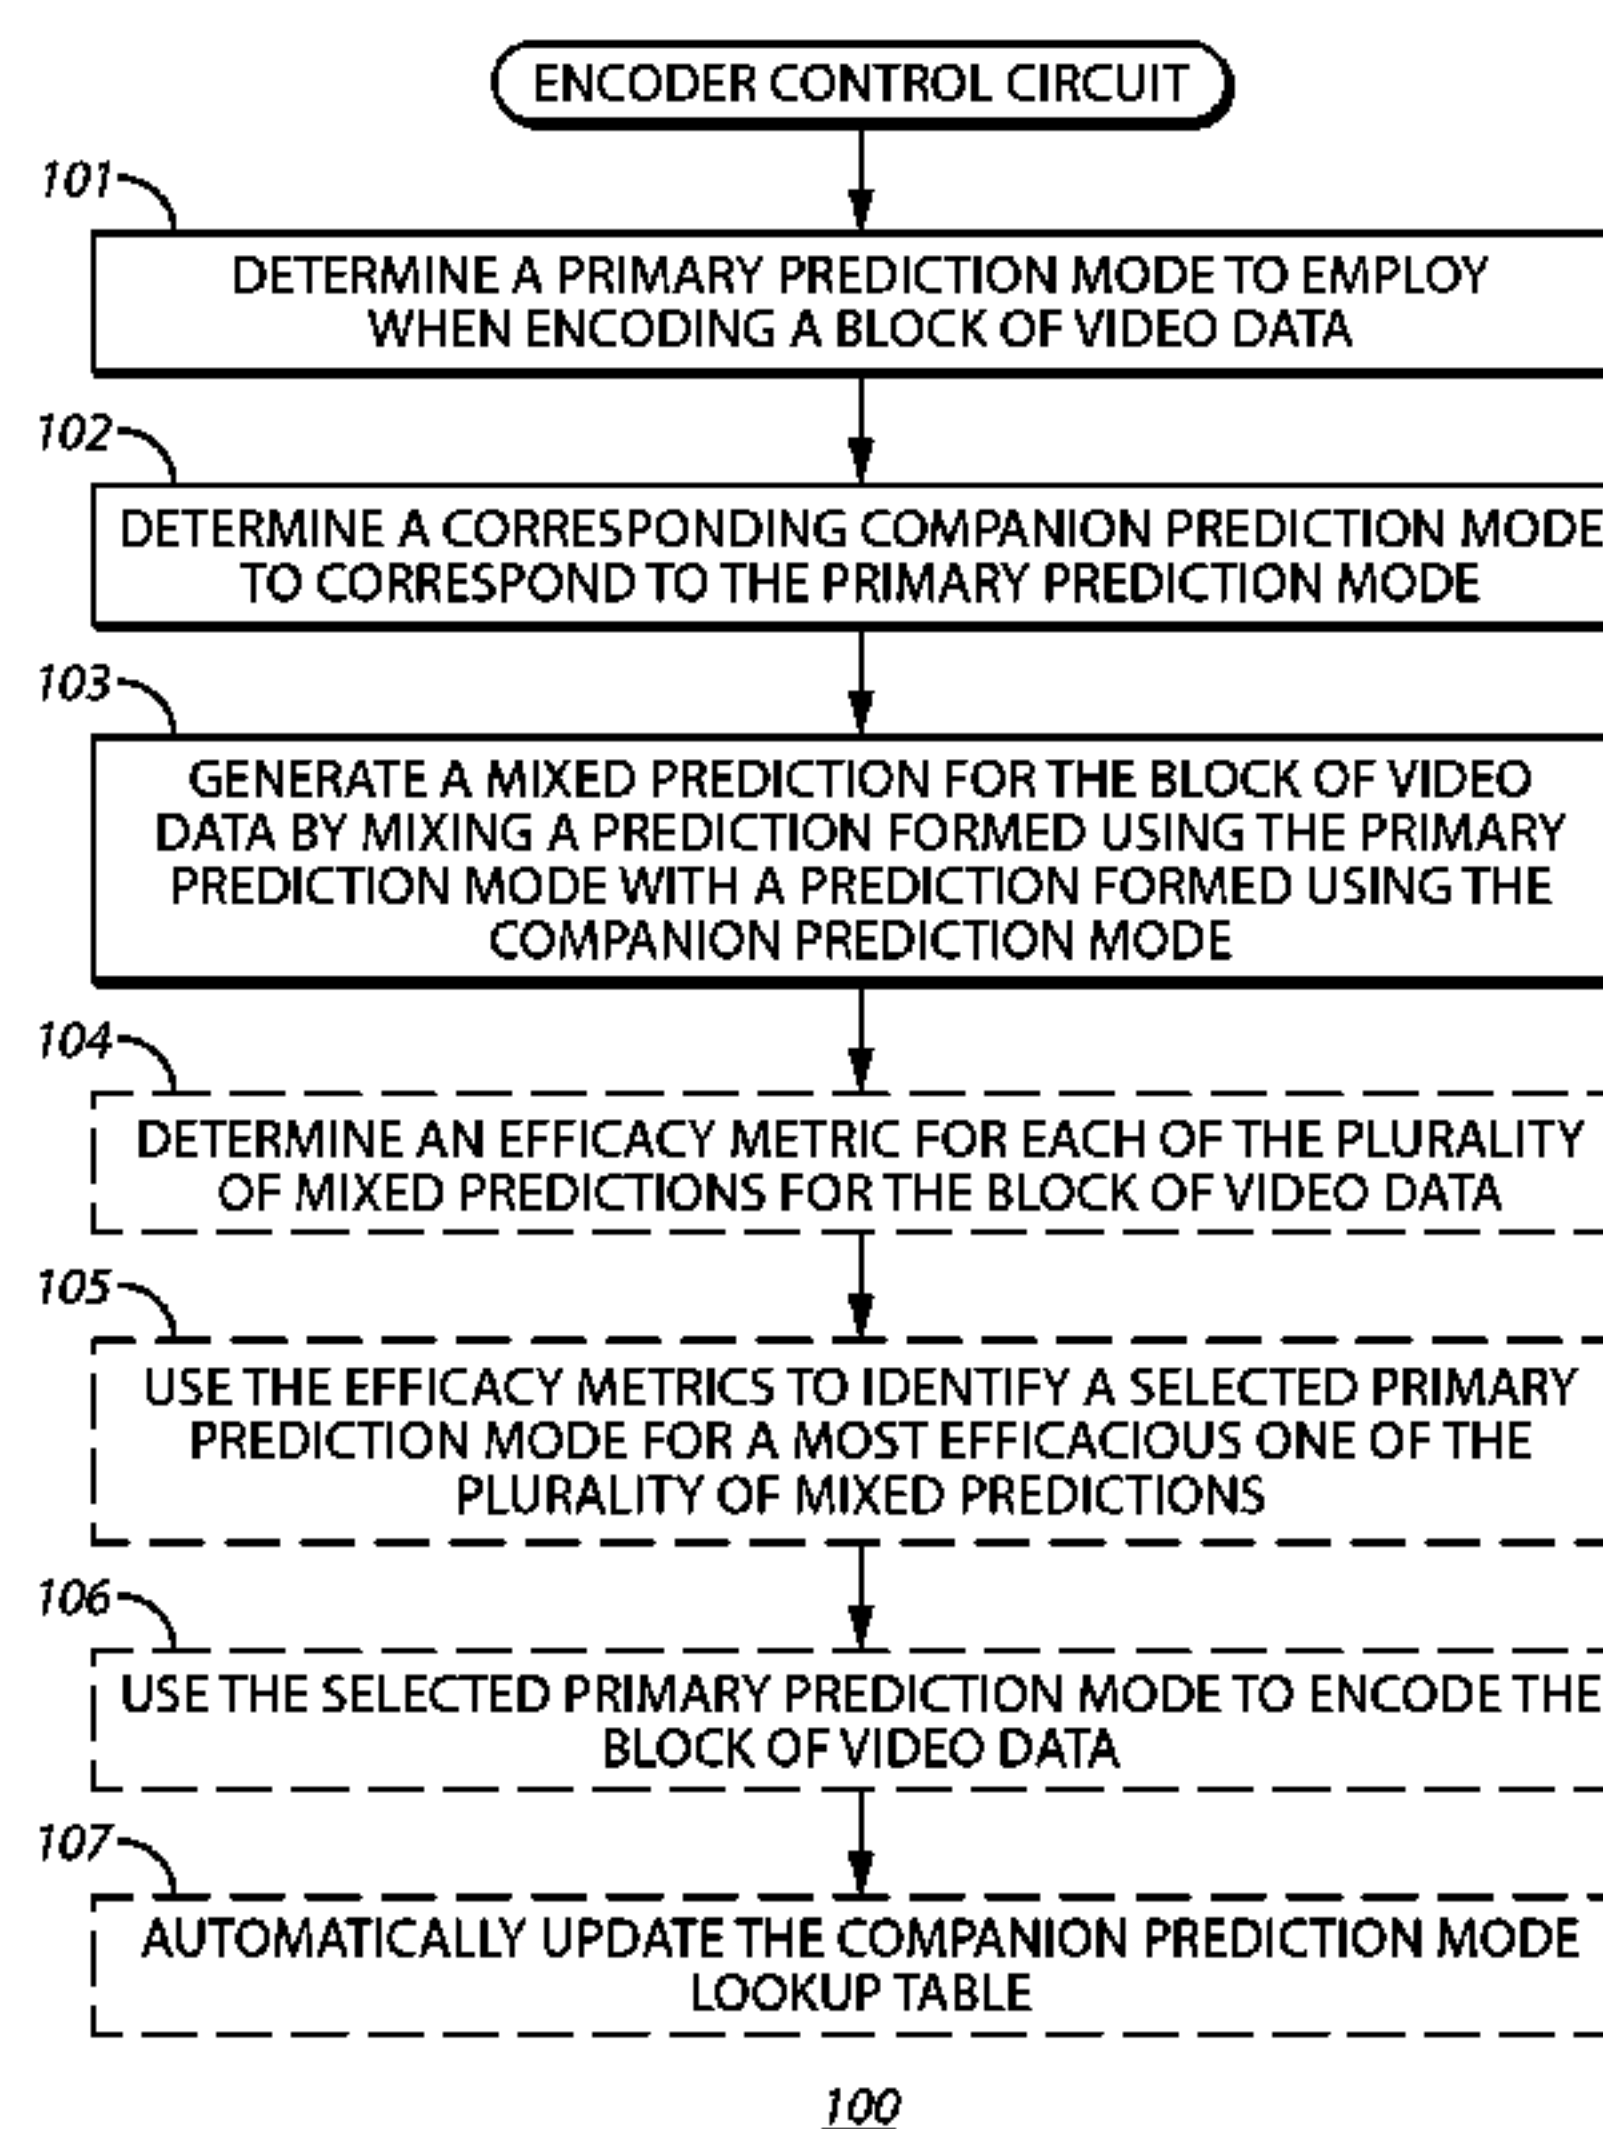 ENCODER CONTROL CIRCUIT
101
DETERMINE A PRIMARY PREDICTION MODE TO EMPLOY
WHEN ENCODING A BLOCK OF VIDEO DATA
102
DETERMINE A CORRESPONDING COMPANION PREDICTION MODE
TO CORRESPOND TO THE PRIMARY PREDICTION MODE
103
GENERATE A MIXED PREDICTION FOR THE BLOCK OF VIDEO
DATA BY MIXING A PREDICTION FORMED USING THE PRIMARY
PREDICTION MODE WITH A PREDICTION FORMED USING THE
COMPANION PREDICTION MODE
104
DETERMINE AN EFFICACY METRIC FOR EACH OF THE PLURALITY
OF MIXED PREDICTIONS FOR THE BLOCK OF VIDEO DATA
105
USE THE EFFICACY METRICS TO IDENTIFY A SELECTED PRIMARY
PREDICTION MODE FOR A MOST EFFICACIOUS ONE OF THE
PLURALITY OF MIXED PREDICTIONS
106
USE THE SELECTED PRIMARY PREDICTION MODE TO ENCODE THE
BLOCK OF VIDEO DATA
107
AUTOMATICALLY UPDATE THE COMPANION PREDICTION MODE
LOOKUP TABLE
100